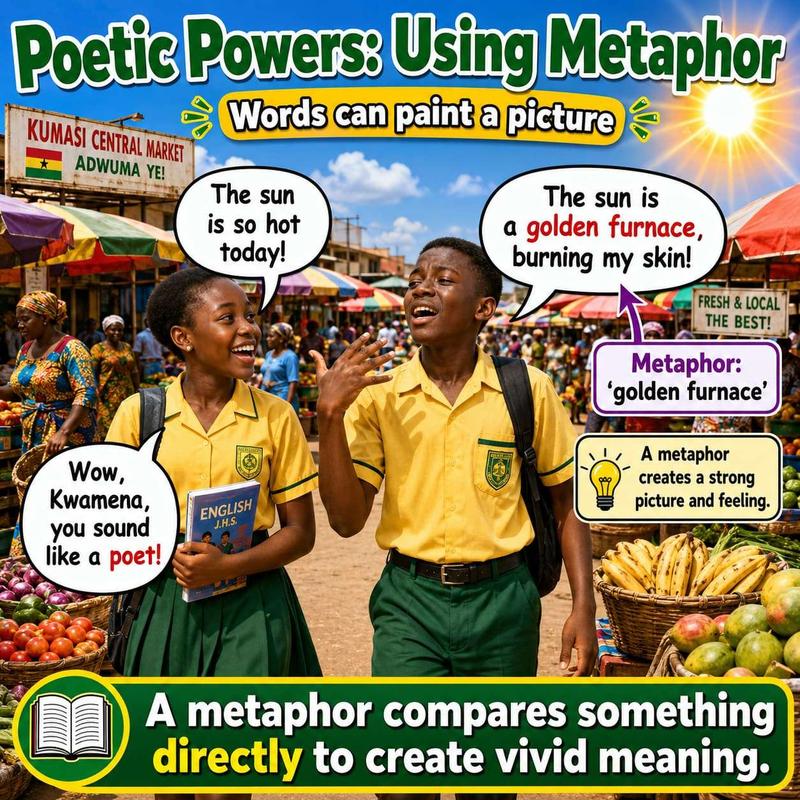 Poetic Powers: Using Metaphor
Words can paint a picture
KUMASI CENTRAL MARKET
ADWUMA YE!
The sun
is so hot
today!
The sun is
a golden furnace,
burning my skin!
FRESH & LOCAL
THE BEST!
Metaphor:
‘golden furnace’
A metaphor
creates a strong
picture and feeling.
Wow,
Kwamena,
you sound
like a poet!
ENGLISH
J.H.S.
A metaphor compares something
directly to create vivid meaning.